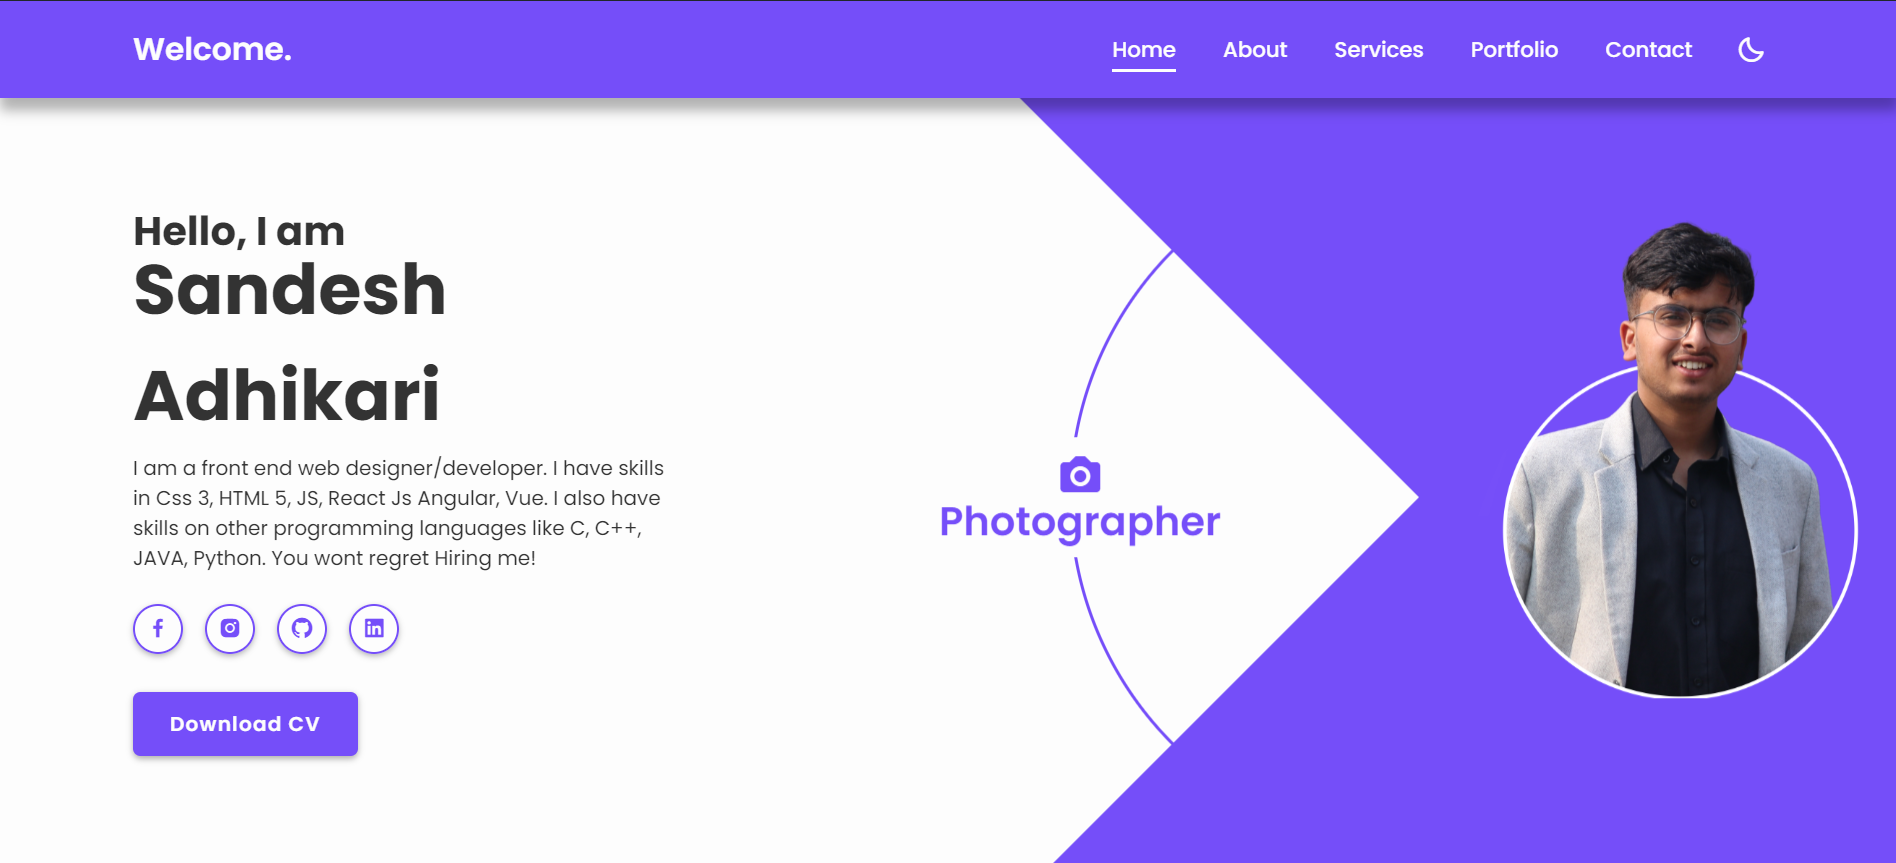 Welcome.
Home About Services Portfolio Contact
Hello, I am
Sandesh
Adhikari
I am a front end web designer/developer. I have skills
in Css 3, HTML 5, JS, React Js Angular, Vue. I also have
skills on other programming languages like C, C++,
JAVA, Python. You wont regret Hiring me!
Download CV
Photographer